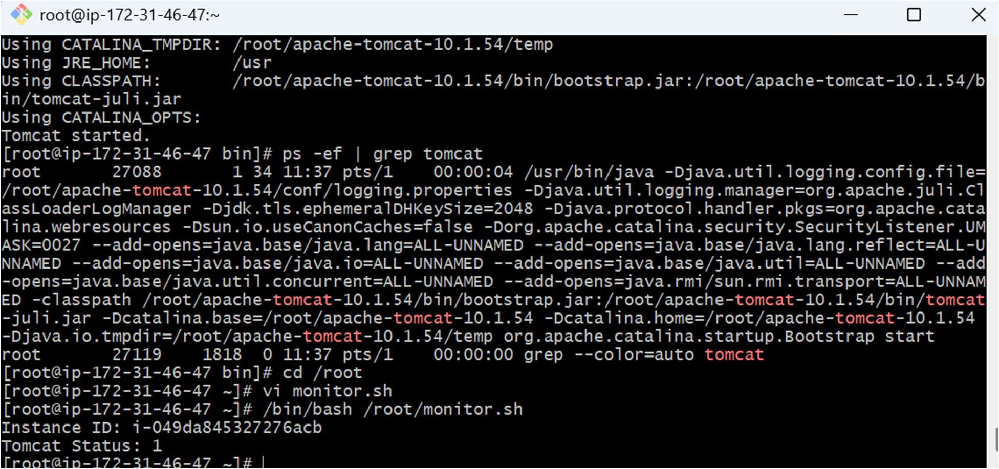 root@ip-172-31-46-47:~
Using CATALINA_TMPDIR: /root/apache-tomcat-10.1.54/temp
Using JRE_HOME:        /usr
Using CLASSPATH:       /root/apache-tomcat-10.1.54/bin/bootstrap.jar:/root/apache-tomcat-10.1.54/b
in/tomcat-juli.jar
Using CATALINA_OPTS:
Tomcat started.
[root@ip-172-31-46-47 bin]# ps -ef | grep tomcat
root       27088       1 34 11:37 pts/1    00:00:04 /usr/bin/java -Djava.util.logging.config.file=
/root/apache-tomcat-10.1.54/conf/logging.properties -Djava.util.logging.manager=org.apache.juli.Cl
assLoaderLogManager -Djdk.tls.ephemeralDHKeySize=2048 -Djava.protocol.handler.pkgs=org.apache.cata
lina.webresources -Dsun.io.useCanonCaches=false -Dorg.apache.catalina.security.SecurityListener.UM
ASK=0027 --add-opens=java.base/java.lang=ALL-UNNAMED --add-opens=java.base/java.lang.reflect=ALL-U
NNAMED --add-opens=java.base/java.io=ALL-UNNAMED --add-opens=java.base/java.util=ALL-UNNAMED --add
-opens=java.base/java.util.concurrent=ALL-UNNAMED --add-opens=java.rmi/sun.rmi.transport=ALL-UNNAM
ED -classpath /root/apache-tomcat-10.1.54/bin/bootstrap.jar:/root/apache-tomcat-10.1.54/bin/tomcat
-juli.jar -Dcatalina.base=/root/apache-tomcat-10.1.54 -Dcatalina.home=/root/apache-tomcat-10.1.54
-Djava.io.tmpdir=/root/apache-tomcat-10.1.54/temp org.apache.catalina.startup.Bootstrap start
root       27119    1818  0 11:37 pts/1    00:00:00 grep --color=auto tomcat
[root@ip-172-31-46-47 bin]# cd /root
[root@ip-172-31-46-47 ~]# vi monitor.sh
[root@ip-172-31-46-47 ~]# /bin/bash /root/monitor.sh
Instance ID: i-049da845327276acb
Tomcat Status: 1
[root@ip-172-31-46-47 ~]#